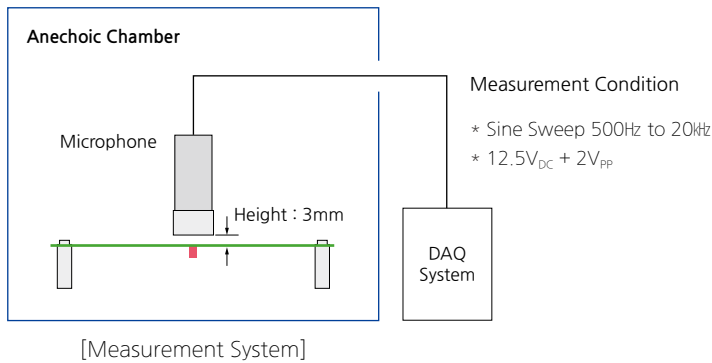 Anechoic Chamber
Microphone
Height : 3mm
DAQ
System
Measurement Condition
* Sine Sweep 500Hz to 20㎑
* 12.5V_DC + 2V_PP
[Measurement System]